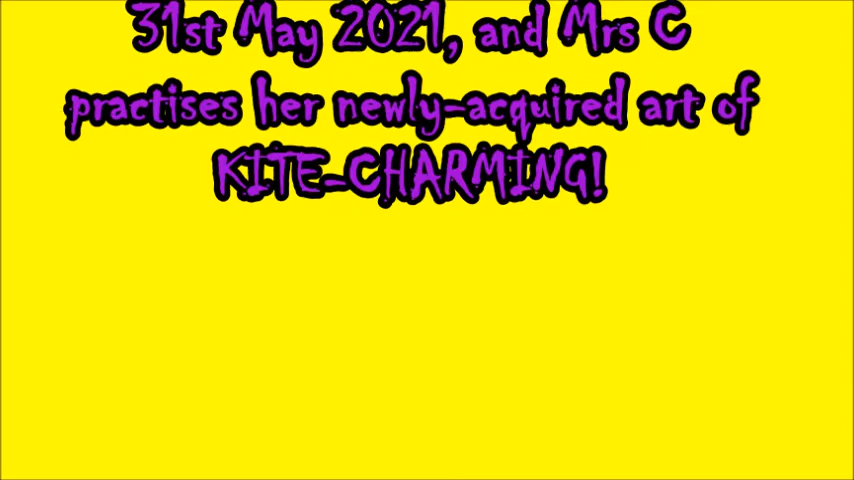 31st May 2021, and Mrs C
practises her newly-acquired art of
KITE-CHARMING!